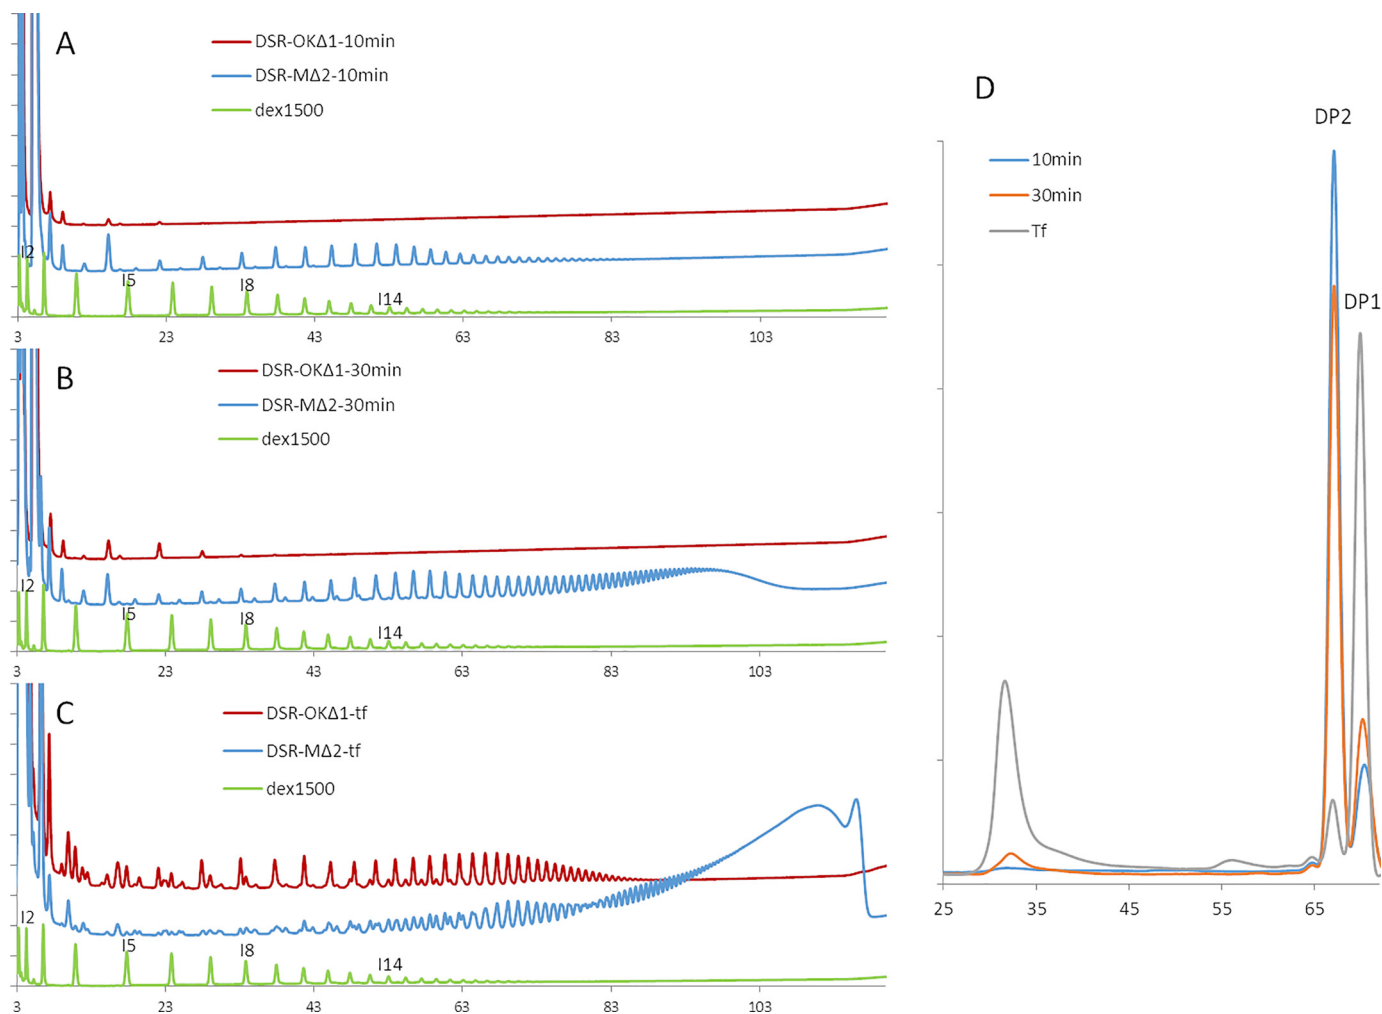 A
DSR-OKΔ1-10min
DSR-MΔ2-10min
dex1500
I2
I5
I8
I14
3 23 43 63 83 103
B
DSR-OKΔ1-30min
DSR-MΔ2-30min
dex1500
I2
I5
I8
I14
3 23 43 63 83 103
C
DSR-OKΔ1-tf
DSR-MΔ2-tf
dex1500
I2
I5
I8
I14
3 23 43 63 83 103
D
DP2
10min
30min
Tf
DP1
25 35 45 55 65